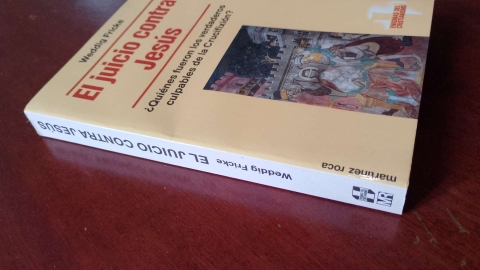 Weddig Fricke
El juicio contra
Jesús
¿Quiénes fueron los verdaderos
culpables de la Crucifixión?
martínez roca
Weddig Fricke EL JUICIO CONTRA JESÚS
MR